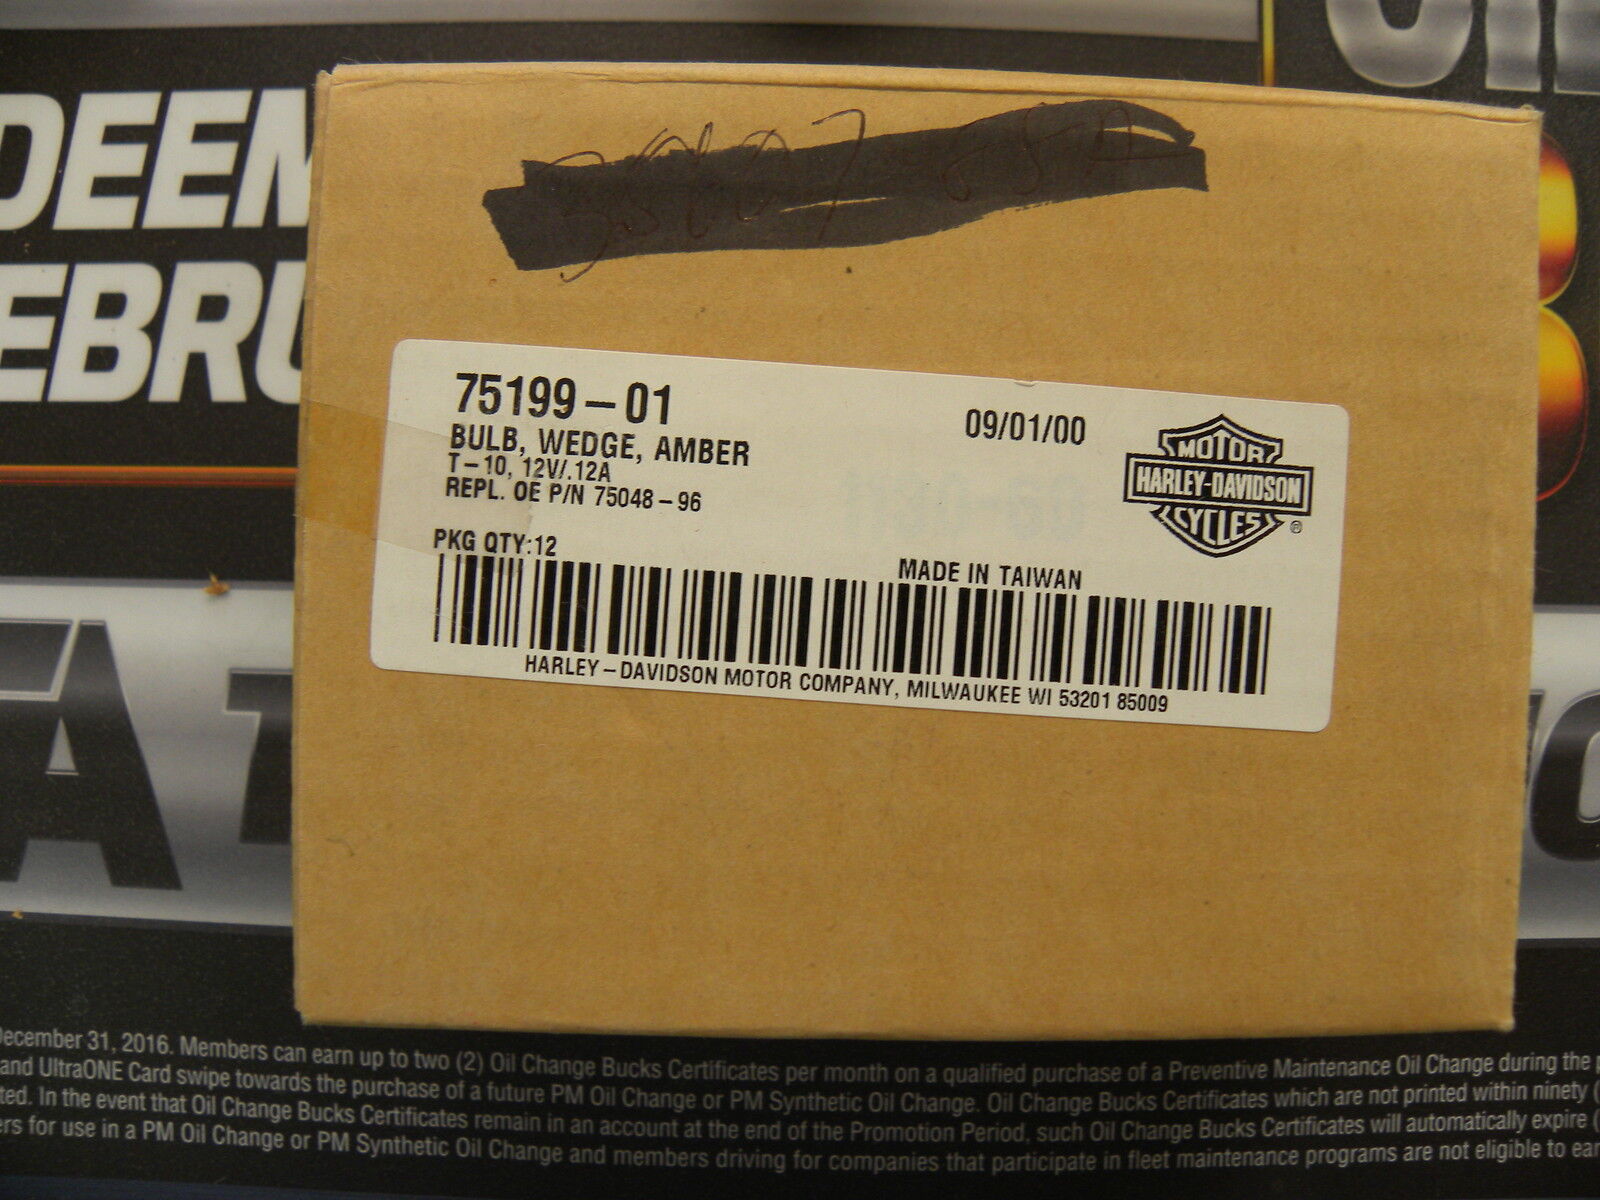 DEEM
EBRU
75199-01
09/01/00
BULB, WEDGE, AMBER
T-10, 12V/.12A
REPL. OE P/N 75048-96
MOTOR
HARLEY-DAVIDSON
CYCLES
®
PKG QTY:12
MADE IN TAIWAN
HARLEY-DAVIDSON MOTOR COMPANY, MILWAUKEE WI 53201 85009
December 31, 2016. Members can earn up to two (2) Oil Change Bucks Certificates per month on a qualified purchase of a Preventive Maintenance Oil Change during the
and UltraONE Card swipe towards the purchase of a future PM Oil Change or PM Synthetic Oil Change. Oil Change Bucks Certificates which are not printed within ninety (
ted. In the event that Oil Change Bucks Certificates remain in an account at the end of the Promotion Period, such Oil Change Bucks Certificates will automatically expire (
ers for use in a PM Oil Change or PM Synthetic Oil Change and members driving for companies that participate in fleet maintenance programs are not eligible to ear